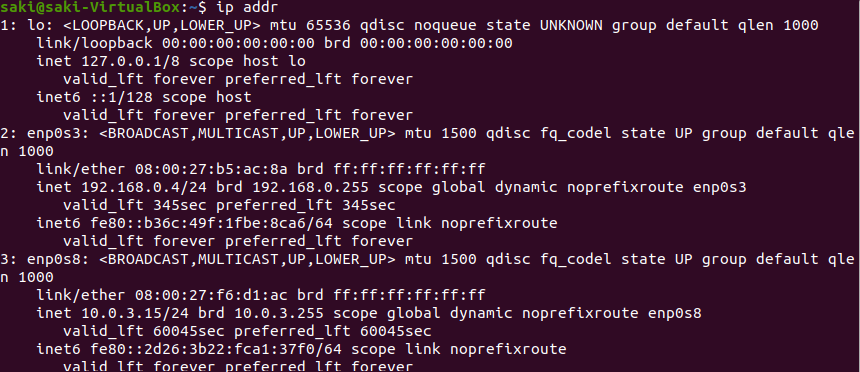 saki@saki-VirtualBox:~$ ip addr
1: lo: <LOOPBACK,UP,LOWER_UP> mtu 65536 qdisc noqueue state UNKNOWN group default qlen 1000
    link/loopback 00:00:00:00:00:00 brd 00:00:00:00:00:00
    inet 127.0.0.1/8 scope host lo
       valid_lft forever preferred_lft forever
    inet6 ::1/128 scope host
       valid_lft forever preferred_lft forever
2: enp0s3: <BROADCAST,MULTICAST,UP,LOWER_UP> mtu 1500 qdisc fq_codel state UP group default qle
n 1000
    link/ether 08:00:27:b5:ac:8a brd ff:ff:ff:ff:ff:ff
    inet 192.168.0.4/24 brd 192.168.0.255 scope global dynamic noprefixroute enp0s3
       valid_lft 345sec preferred_lft 345sec
    inet6 fe80::b36c:49f:1fbe:8ca6/64 scope link noprefixroute
       valid_lft forever preferred_lft forever
3: enp0s8: <BROADCAST,MULTICAST,UP,LOWER_UP> mtu 1500 qdisc fq_codel state UP group default qle
n 1000
    link/ether 08:00:27:f6:d1:ac brd ff:ff:ff:ff:ff:ff
    inet 10.0.3.15/24 brd 10.0.3.255 scope global dynamic noprefixroute enp0s8
       valid_lft 60045sec preferred_lft 60045sec
    inet6 fe80::2d26:3b22:fca1:37f0/64 scope link noprefixroute
       valid_lft forever preferred_lft forever